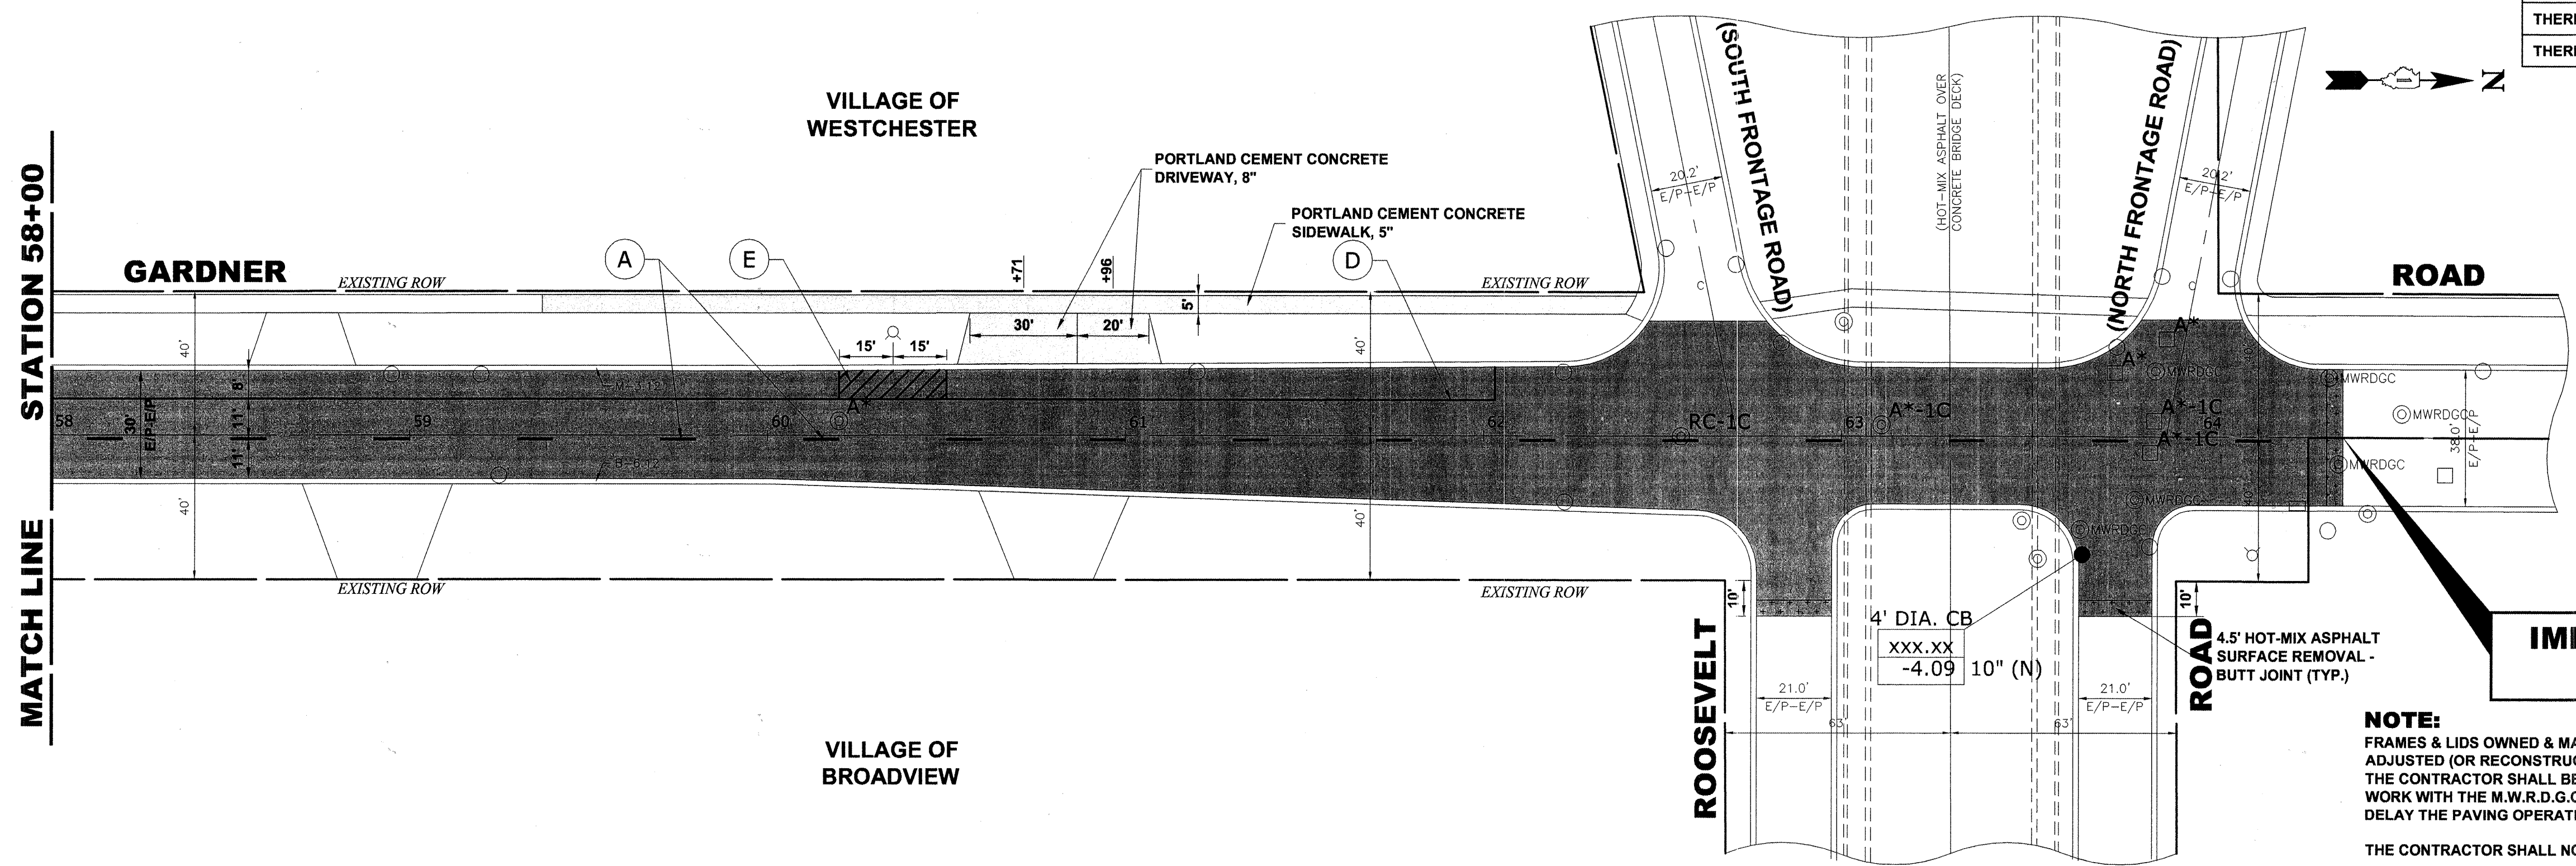 THER
THER
N
VILLAGE OF
WESTCHESTER
(SOUTH FRONTAGE ROAD)
(HOT-MIX ASPHALT OVER
CONCRETE BRIDGE DECK)
(NORTH FRONTAGE ROAD)
PORTLAND CEMENT CONCRETE
DRIVEWAY, 8"
PORTLAND CEMENT CONCRETE
SIDEWALK, 5"
20.2'
E/P-E/P
20.2'
E/P-E/P
MATCH LINE STATION 58+00
GARDNER
EXISTING ROW
A
E
+71
+96
D
EXISTING ROW
ROAD
5'
30'
20'
15' 15'
40'
40'
8'
11'
11'
30'
E/P-E/P
40'
40'
C
C
A*
A*
A*
MWRDGC
MWRDGC
MWRDGC
MWRDGC
MWRDGC
MWRDGC
58
59
60
61
62
63
64
RC-1C
A*-1C
A*-1C
A*-1C
38.0'
E/P-E/P
40'
40'
EXISTING ROW
EXISTING ROW
10'
10'
4' DIA. CB
xxx.xx
-4.09 10" (N)
4.5' HOT-MIX ASPHALT
SURFACE REMOVAL -
BUTT JOINT (TYP.)
IM
ROOSEVELT
ROAD
21.0'
E/P-E/P
21.0'
E/P-E/P
63'
63'
VILLAGE OF
BROADVIEW
NOTE:
FRAMES & LIDS OWNED & MA
ADJUSTED (OR RECONSTRUC
THE CONTRACTOR SHALL BE
WORK WITH THE M.W.R.D.G.C
DELAY THE PAVING OPERAT
THE CONTRACTOR SHALL NO